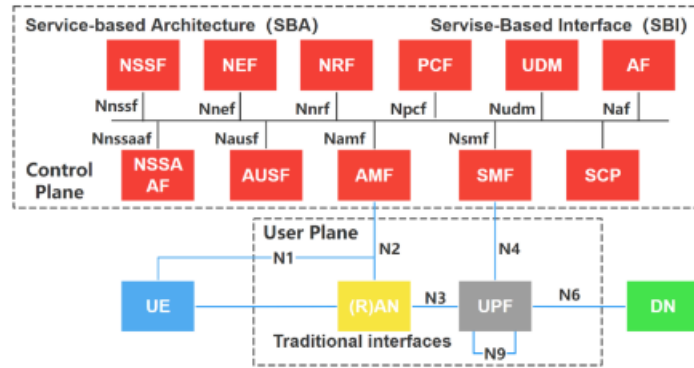 Service-based Architecture (SBA) Servise-Based Interface (SBI)
NSSF NEF NRF PCF UDM AF
Nnssf Nnef Nnrf Npcf Nudm Naf
Nnssaaf Nausf Namf Nsmf
Control
Plane
NSSA
AF
AUSF AMF SMF SCP
User Plane
N1 N2 N4
UE (R)AN N3 UPF N6 DN
Traditional interfaces
N9